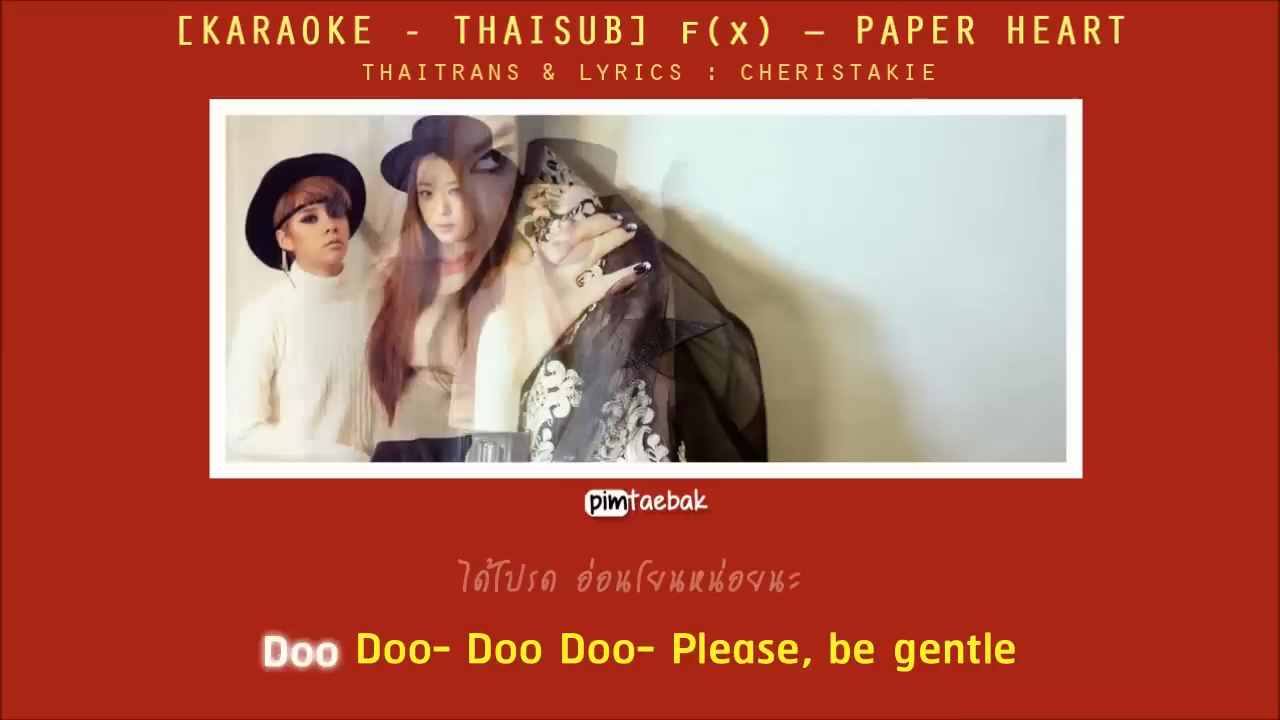 [KARAOKE - THAISUB] F(X) – PAPER HEART
THAITRANS & LYRICS : CHERISTAKIE
pimtaebak
ได้โปรด อ่อนโยนหน่อยนะ
Doo Doo- Doo Doo- Please, be gentle